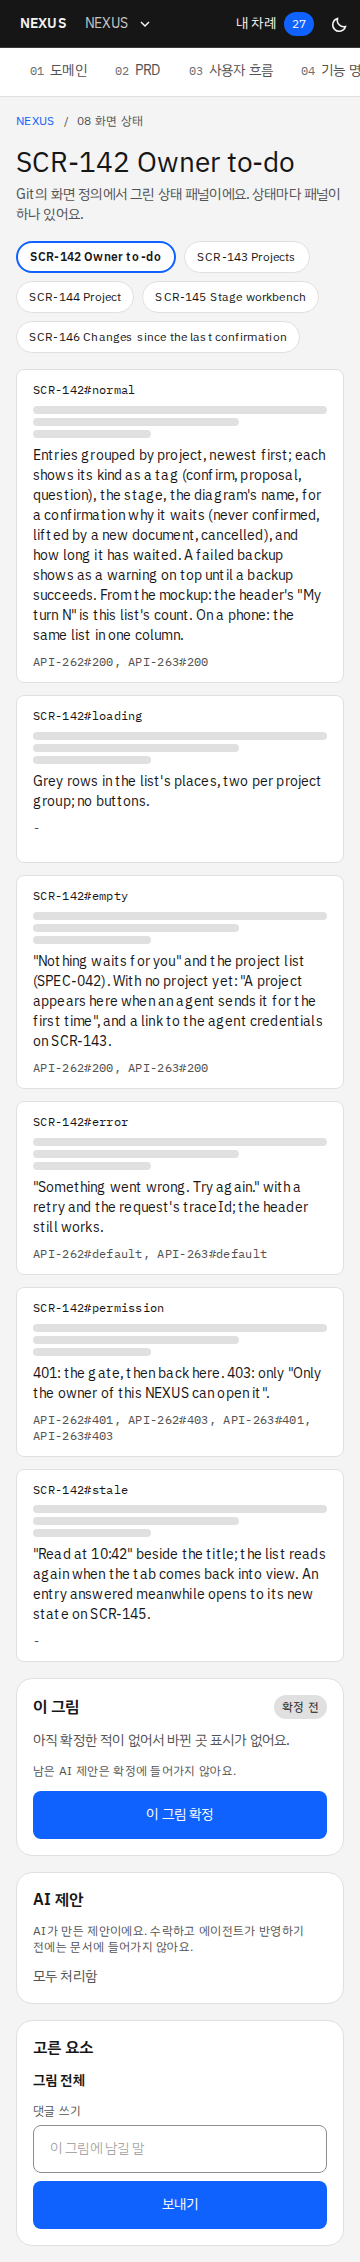 NEXUS NEXUS 내 차례 27
01 도메인 02 PRD 03 사용자 흐름 04 기능 명
NEXUS / 08 화면 상태
SCR-142 Owner to-do
Git의 화면 정의에서 그린 상태 패널이에요. 상태마다 패널이
하나 있어요.
SCR-142 Owner to-do SCR-143 Projects
SCR-144 Project SCR-145 Stage workbench
SCR-146 Changes since the last confirmation
SCR-142#normal
Entries grouped by project, newest first; each
shows its kind as a tag (confirm, proposal,
question), the stage, the diagram's name, for
a confirmation why it waits (never confirmed,
lifted by a new document, cancelled), and
how long it has waited. A failed backup
shows as a warning on top until a backup
succeeds. From the mockup: the header's "My
turn N" is this list's count. On a phone: the
same list in one column.
API-262#200, API-263#200
SCR-142#loading
Grey rows in the list's places, two per project
group; no buttons.
-
SCR-142#empty
"Nothing waits for you" and the project list
(SPEC-042). With no project yet: "A project
appears here when an agent sends it for the
first time", and a link to the agent credentials
on SCR-143.
API-262#200, API-263#200
SCR-142#error
"Something went wrong. Try again." with a
retry and the request's traceId; the header
still works.
API-262#default, API-263#default
SCR-142#permission
401: the gate, then back here. 403: only "Only
the owner of this NEXUS can open it".
API-262#401, API-262#403, API-263#401,
API-263#403
SCR-142#stale
"Read at 10:42" beside the title; the list reads
again when the tab comes back into view. An
entry answered meanwhile opens to its new
state on SCR-145.
-
이 그림 확정 전
아직 확정한 적이 없어서 바뀐 곳 표시가 없어요.
남은 AI 제안은 확정에 들어가지 않아요.
이 그림 확정
AI 제안
AI가 만든 제안이에요. 수락하고 에이전트가 반영하기
전에는 문서에 들어가지 않아요.
모두 처리함
고른 요소
그림 전체
댓글 쓰기
이 그림에 남길 말
보내기